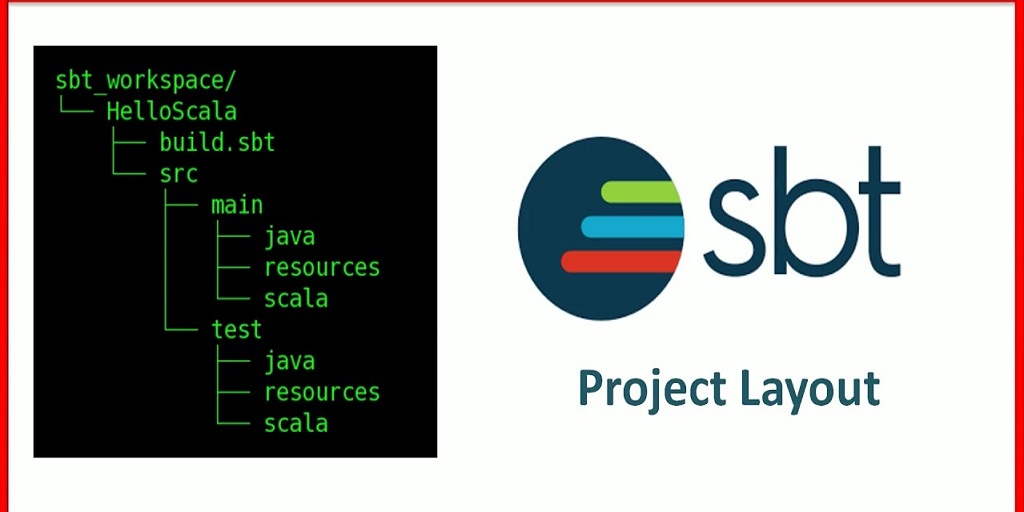 sbt_workspace/
└── HelloScala
├── build.sbt
└── src
├── main
├── java
├── resources
└── scala
└── test
├── java
├── resources
└── scala
sbt
Project Layout